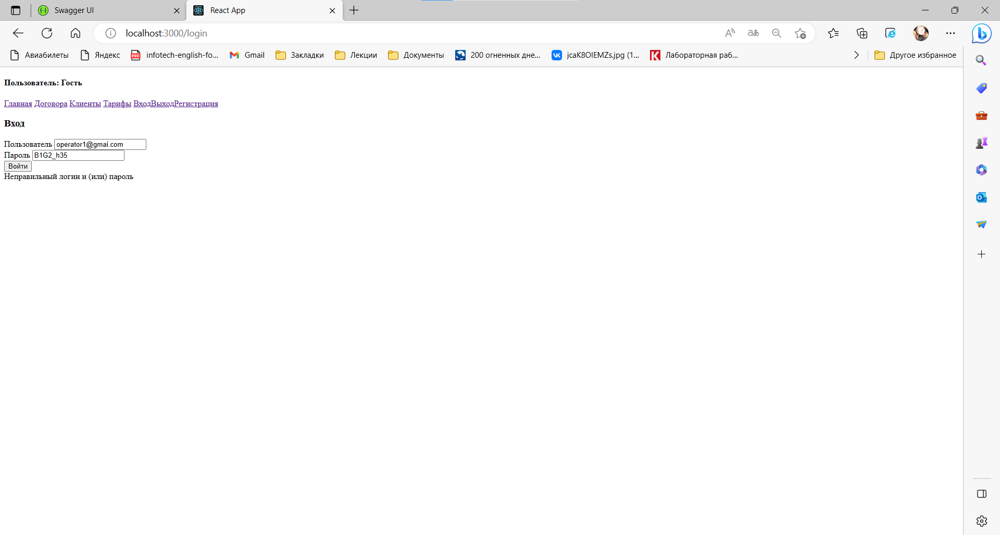 Swagger UI
React App
localhost:3000/login
Авиабилеты Яндекс infotech-english-fo... Gmail Закладки Лекции Документы 200 огненных дне... jcaK8OIEMZs.jpg (1... Лабораторная раб... Другое избранное
Пользователь: Гость
Главная Договора Клиенты Тарифы ВходВыходРегистрация
Вход
Пользователь operator1@gmai.com
Пароль B1G2_h35
Войти
Неправильный логин и (или) пароль